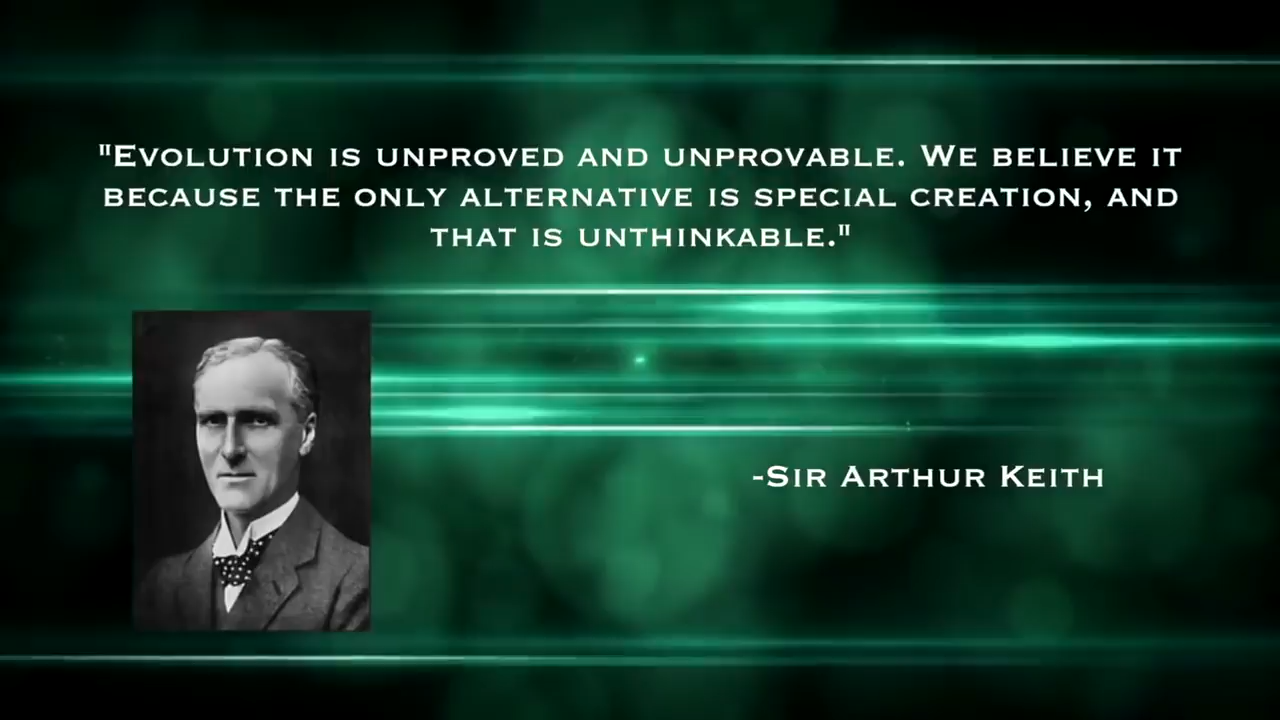 "Evolution is unproved and unprovable. We believe it
because the only alternative is special creation, and
that is unthinkable."
-Sir Arthur Keith